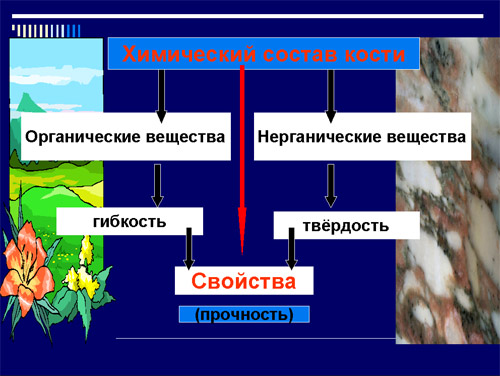 Химический состав кости
Органические вещества
Нерганические вещества
гибкость
твёрдость
Свойства
(прочность)